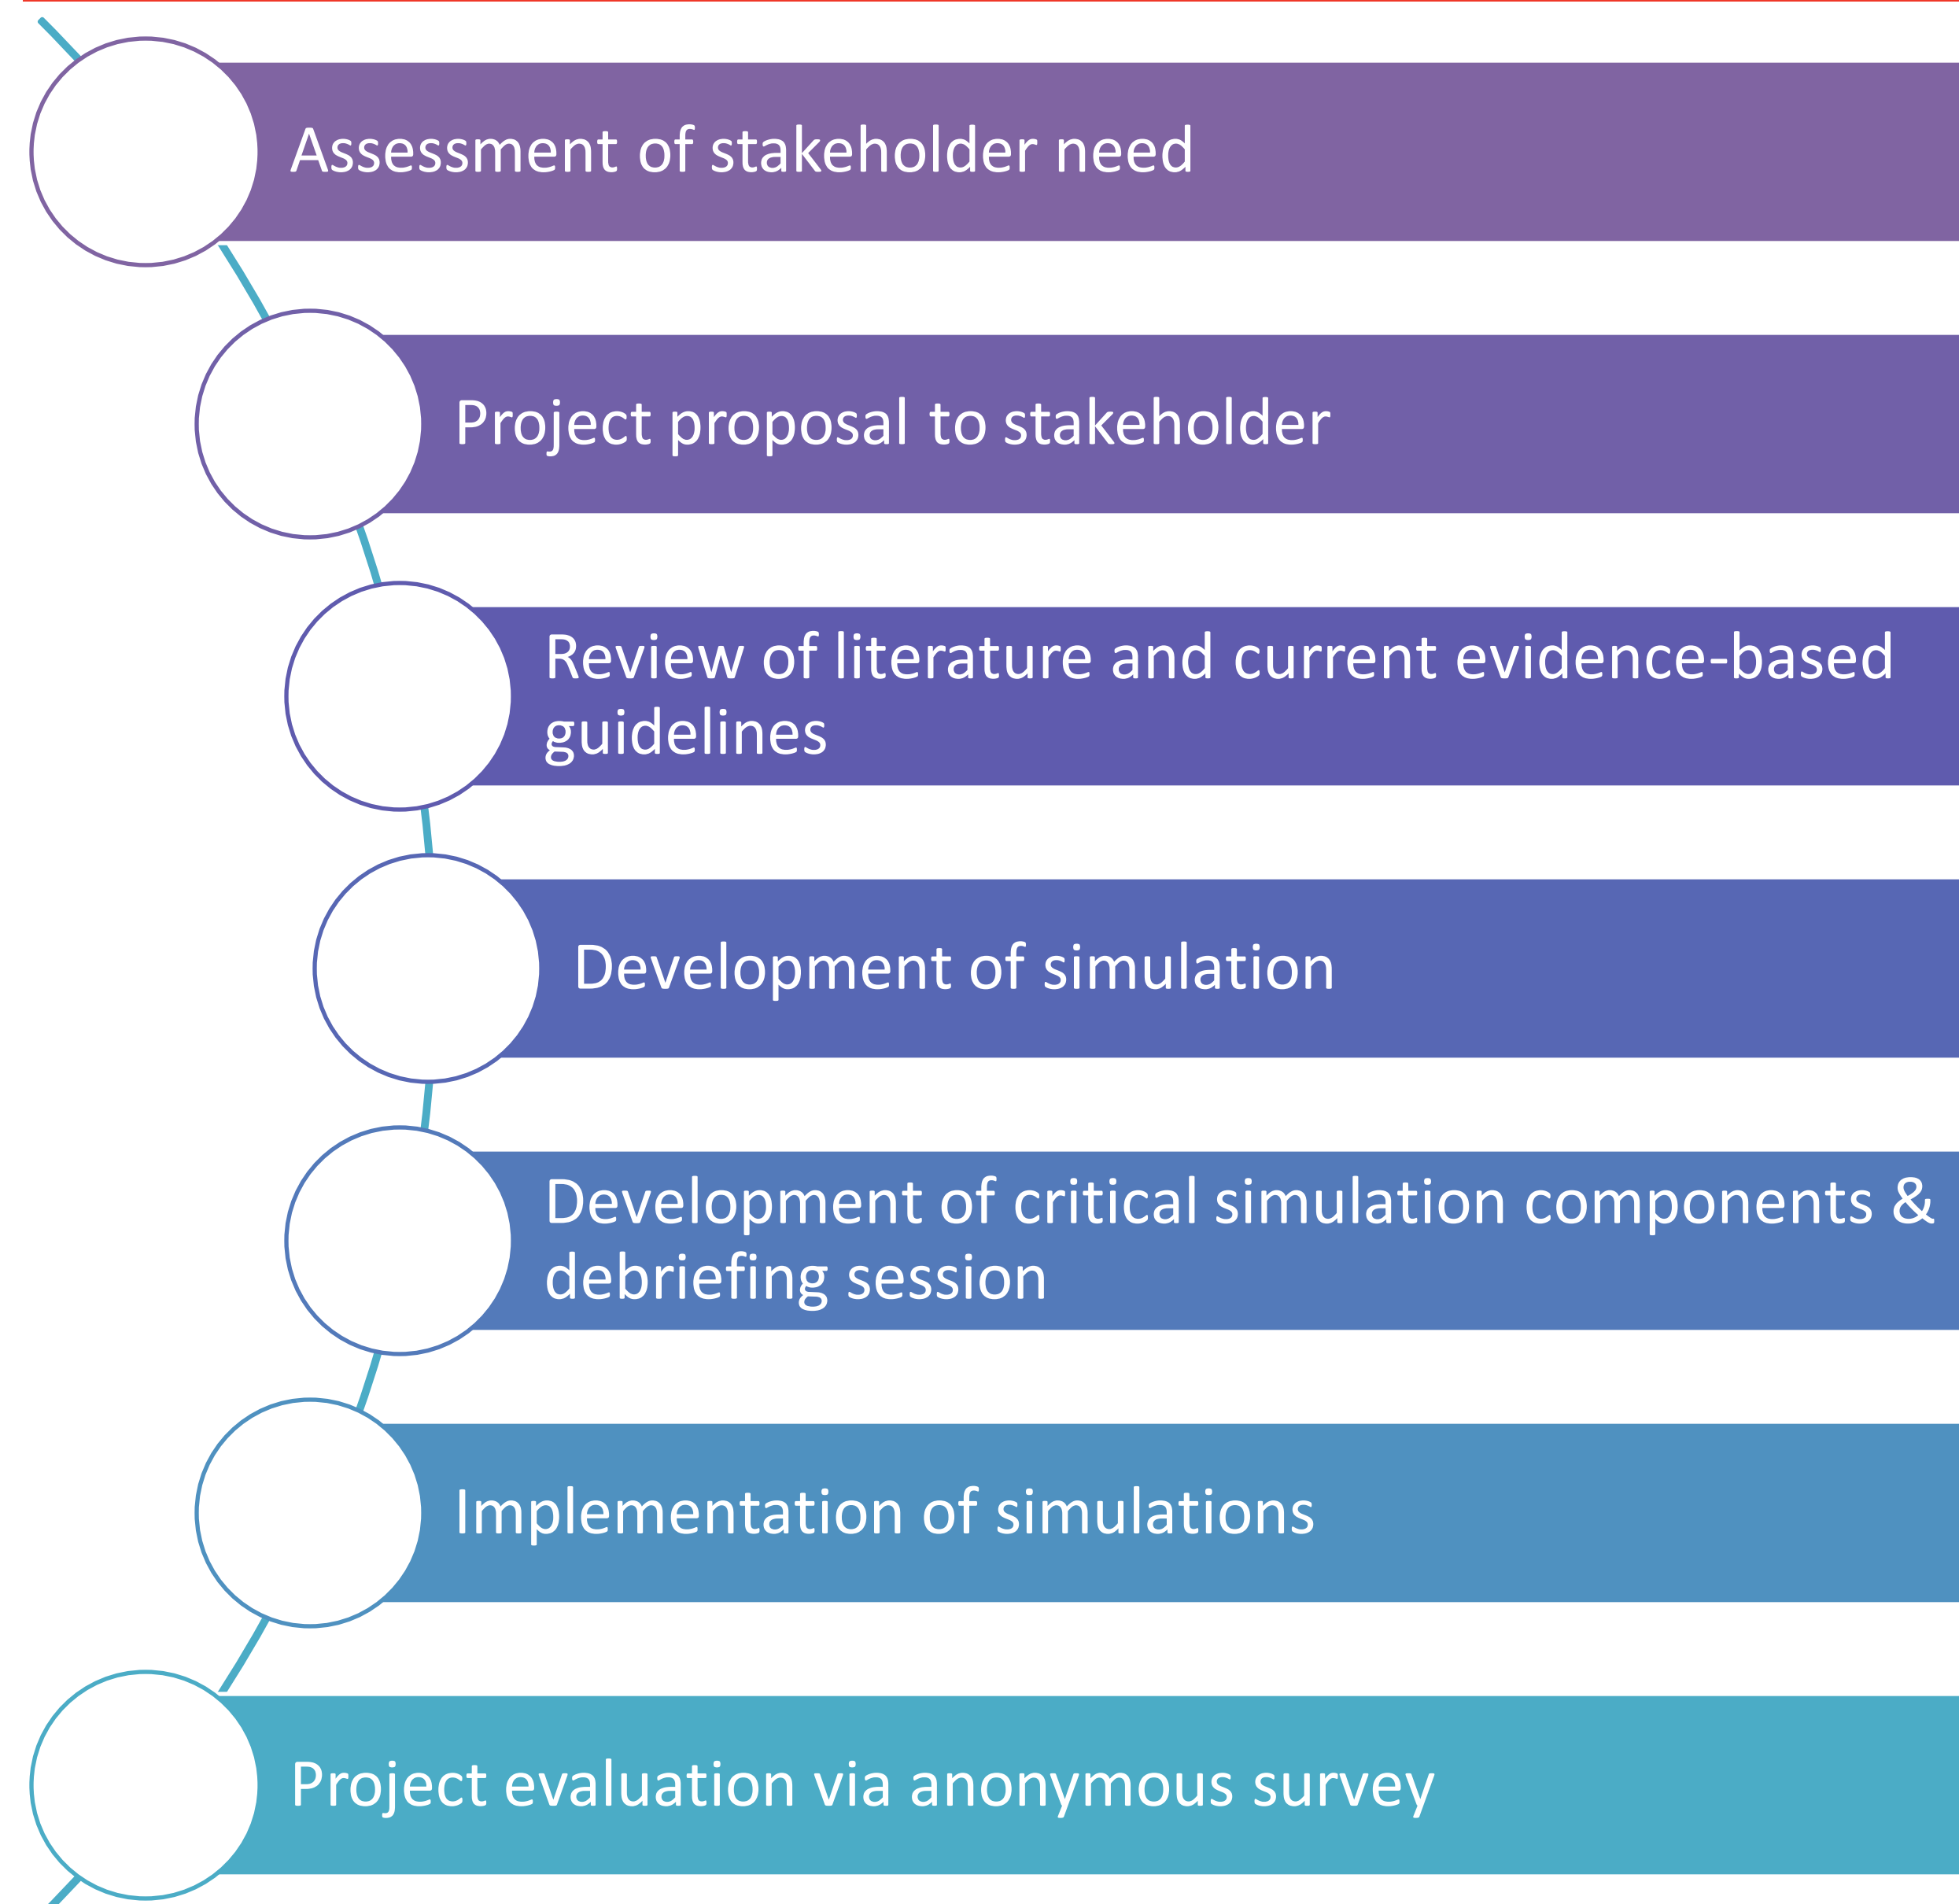 Assessment of stakeholder need
Project proposal to stakeholder
Review of literature and current evidence-based
guidelines
Development of simulation
Development of critical simulation components &
debriefing session
Implementation of simulations
Project evaluation via anonymous survey